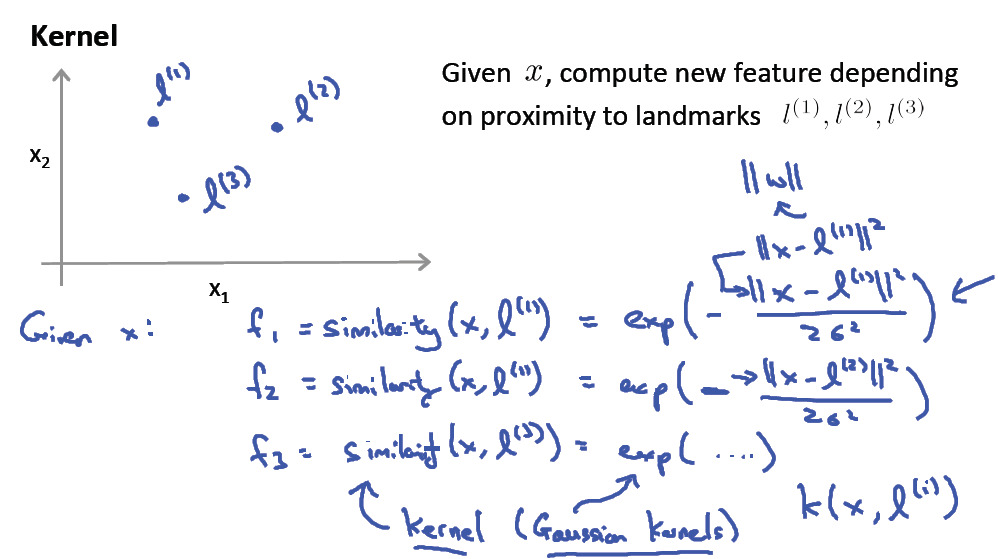 Kernel
l⁽¹⁾
l⁽²⁾
l⁽³⁾
x₂
x₁
Given x, compute new feature depending
on proximity to landmarks l⁽¹⁾, l⁽²⁾, l⁽³⁾
||w||
||x - l⁽¹⁾||²
Given x: f₁ = similarity (x, l⁽¹⁾) = exp(- ||x - l⁽¹⁾||² / 2σ²)
f₂ = similarity (x, l⁽¹⁾) = exp(- ||x - l⁽²⁾||² / 2σ²)
f₃ = similarity (x, l⁽³⁾) = exp( .... )
kernel (Gaussian kernels)
k(x, l⁽ⁱ⁾)